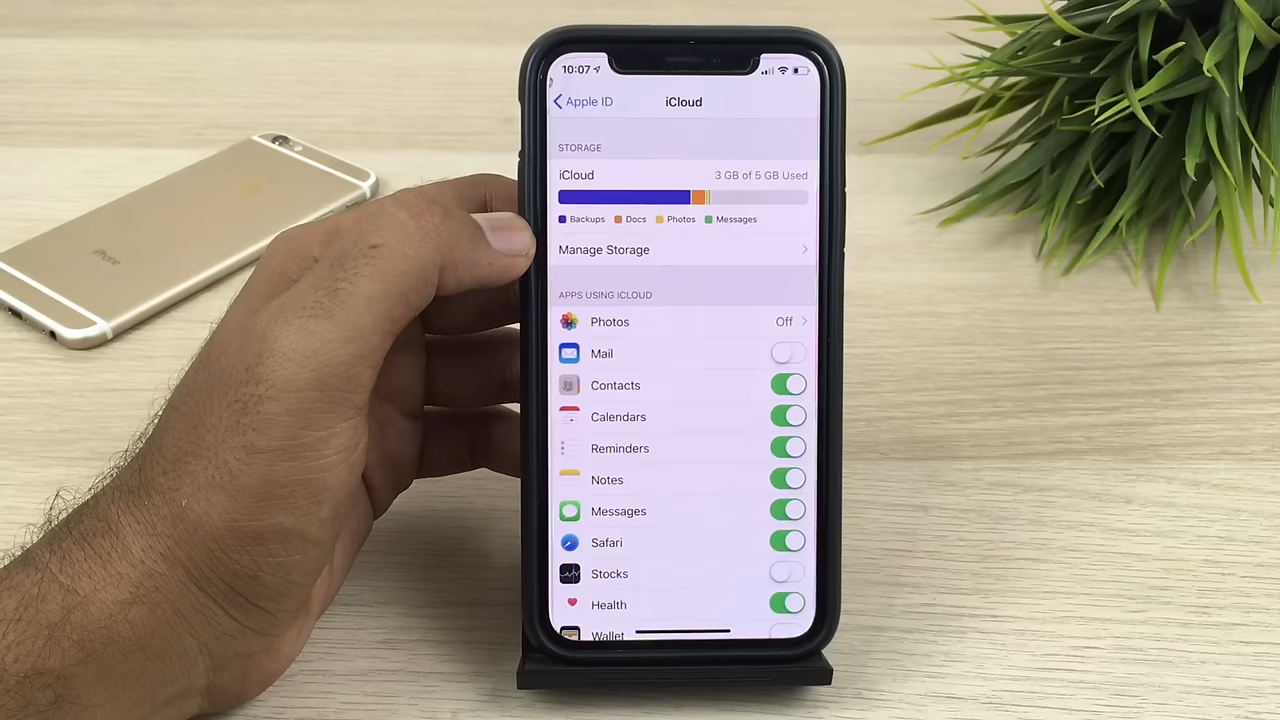 10:07
Apple ID
iCloud
STORAGE
iCloud
3 GB of 5 GB Used
Backups
Docs
Photos
Messages
Manage Storage
APPS USING ICLOUD
Photos
Off
Mail
Contacts
Calendars
Reminders
Notes
Messages
Safari
Stocks
Health
Wallet
iPhone